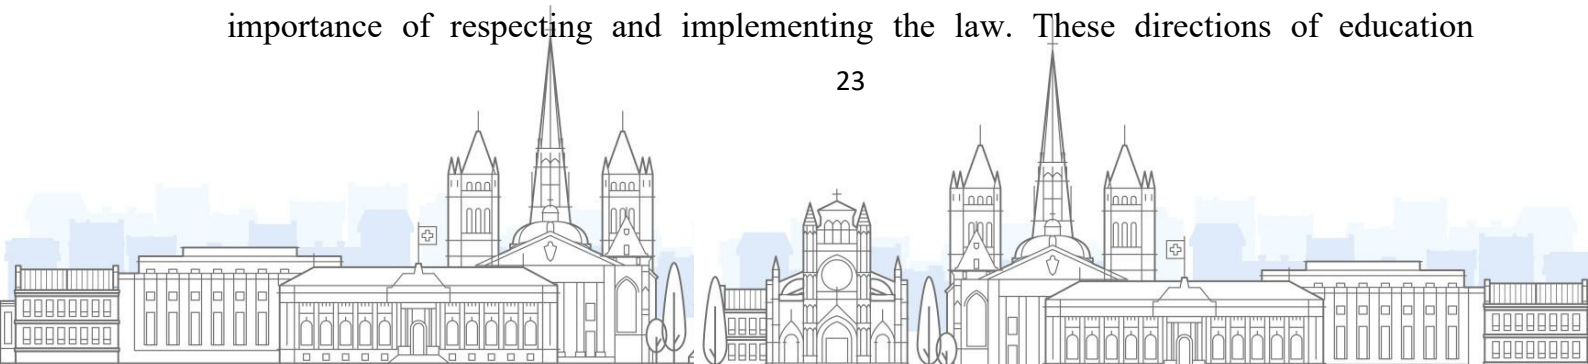 importance of respecting and implementing the law. These directions of education
23